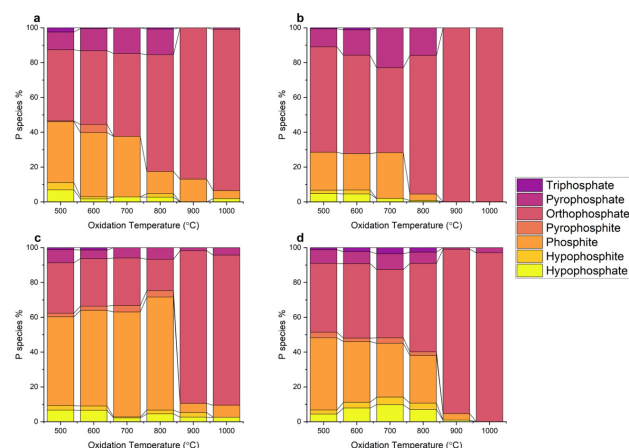 a
P species %
100
80
60
40
20
0
500 600 700 800 900 1000
Oxidation Temperature (°C)
b
P species %
100
80
60
40
20
0
500 600 700 800 900 1000
Oxidation Temperature (°C)
Triphosphate
Pyrophosphate
Orthophosphate
Pyrophosphite
Phosphite
Hypophosphite
Hypophosphate
c
P species %
100
80
60
40
20
0
500 600 700 800 900 1000
Oxidation Temperature (°C)
d
P species %
100
80
60
40
20
0
500 600 700 800 900 1000
Oxidation Temperature (°C)